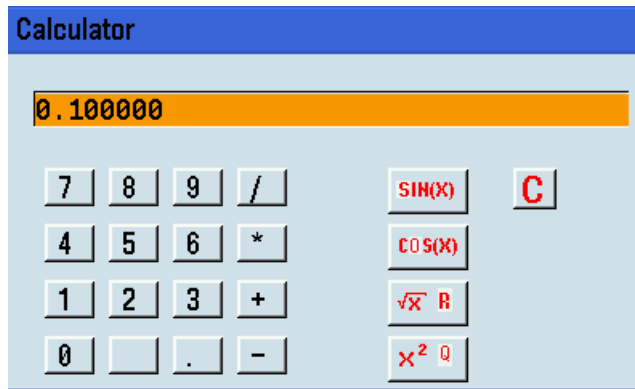 Calculator
0.100000
7 8 9 / SIN(X) C
4 5 6 * COS(X)
1 2 3 + √x R
0 . - x² Q